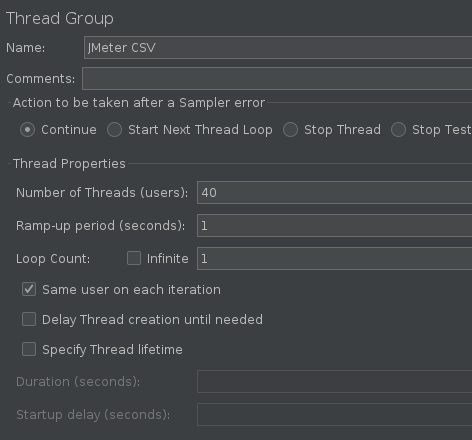 Thread Group
Name: JMeter CSV
Comments:
Action to be taken after a Sampler error
Continue Start Next Thread Loop Stop Thread Stop Test
Thread Properties
Number of Threads (users): 40
Ramp-up period (seconds): 1
Loop Count: Infinite 1
Same user on each iteration
Delay Thread creation until needed
Specify Thread lifetime
Duration (seconds):
Startup delay (seconds):